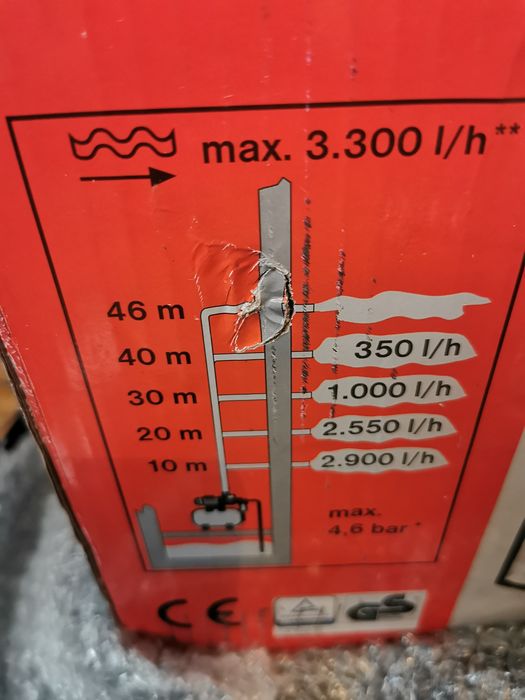 max. 3.300 l/h**
46 m
40 m 350 l/h
30 m 1.000 l/h
20 m 2.550 l/h
10 m 2.900 l/h
max.
4,6 bar*
CE GS